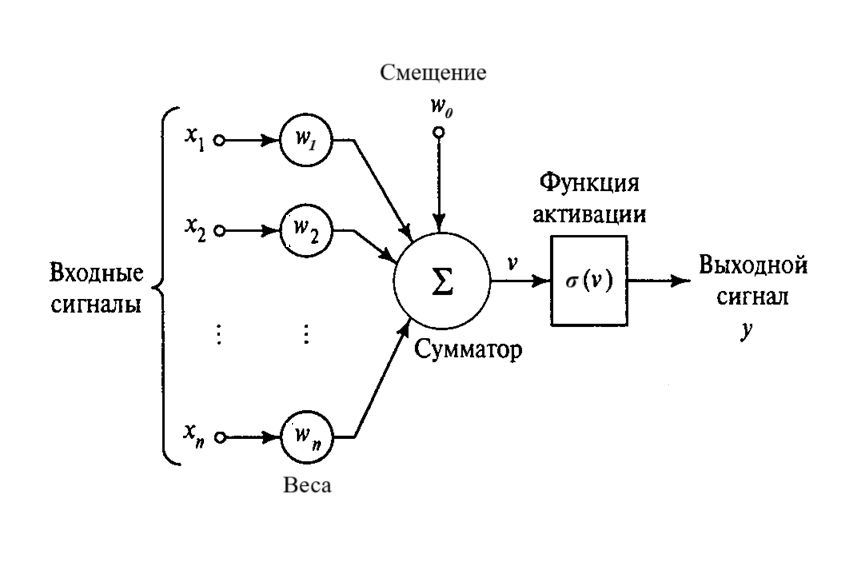 Смещение
w₀
x₁ w₁
Функция
активации
x₂ w₂
Входные
сигналы
Σ
v
σ(v)
Выходной
сигнал
y
⋮ ⋮
Сумматор
xₙ wₙ
Веса